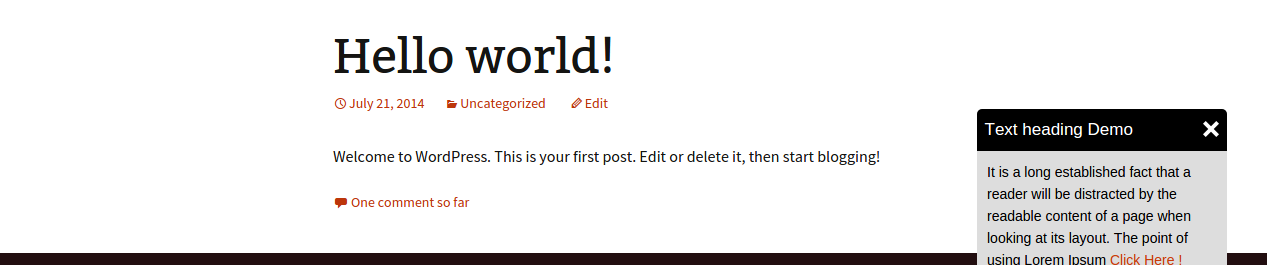 Hello world!
July 21, 2014 Uncategorized Edit
Welcome to WordPress. This is your first post. Edit or delete it, then start blogging!
One comment so far
Text heading Demo
It is a long established fact that a
reader will be distracted by the
readable content of a page when
looking at its layout. The point of
using Lorem Ipsum Click Here !